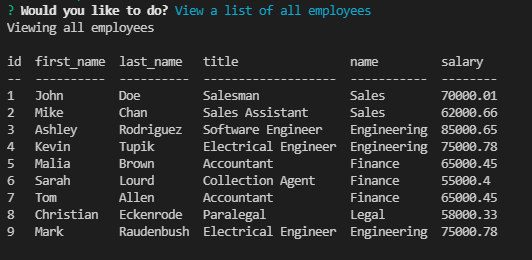 ? Would you like to do? View a list of all employees
Viewing all employees
id  first_name  last_name  title                name         salary
--  ----------  ---------  -------------------  -----------  --------
1   John        Doe        Salesman             Sales        70000.01
2   Mike        Chan       Sales Assistant      Sales        62000.66
3   Ashley      Rodriguez  Software Engineer    Engineering  85000.65
4   Kevin       Tupik      Electrical Engineer  Engineering  75000.78
5   Malia       Brown      Accountant           Finance      65000.45
6   Sarah       Lourd      Collection Agent     Finance      55000.4
7   Tom         Allen      Accountant           Finance      65000.45
8   Christian   Eckenrode  Paralegal            Legal        58000.33
9   Mark        Raudenbush Electrical Engineer  Engineering  75000.78